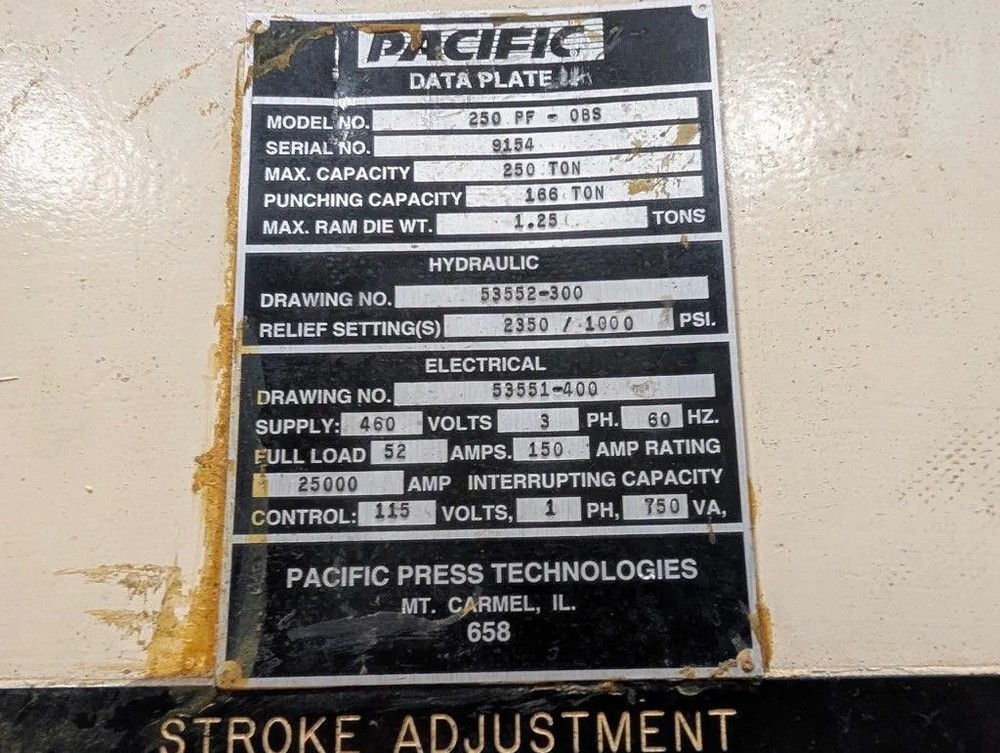 PACIFIC
DATA PLATE
MODEL NO. 250 PF - OBS
SERIAL NO. 9154
MAX. CAPACITY 250 TON
PUNCHING CAPACITY 166 TON
MAX. RAM DIE WT. 1.25 TONS
HYDRAULIC
DRAWING NO. 53552-300
RELIEF SETTING(S) 2350 / 1000 PSI.
ELECTRICAL
DRAWING NO. 53551-400
SUPPLY: 460 VOLTS 3 PH. 60 HZ.
FULL LOAD 52 AMPS. 150 AMP RATING
25000 AMP INTERRUPTING CAPACITY
CONTROL: 115 VOLTS, 1 PH, 750 VA,
PACIFIC PRESS TECHNOLOGIES
MT. CARMEL, IL.
658
STROKE ADJUSTMENT